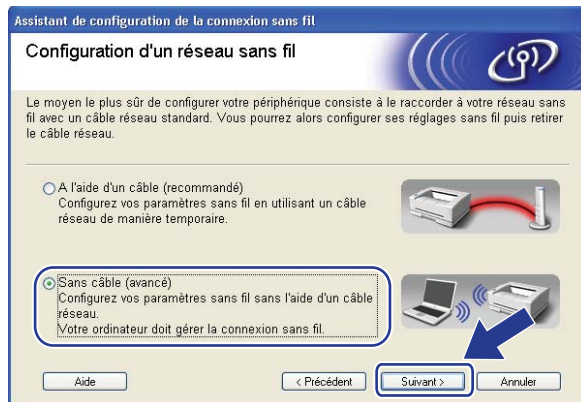 Assistant de configuration de la connexion sans fil
Configuration d'un réseau sans fil
Le moyen le plus sûr de configurer votre périphérique consiste à le raccorder à votre réseau sans
fil avec un câble réseau standard. Vous pourrez alors configurer ses réglages sans fil puis retirer
le câble réseau.
A l'aide d'un câble (recommandé)
Configurez vos paramètres sans fil en utilisant un câble
réseau de manière temporaire.
Sans câble (avancé)
Configurez vos paramètres sans fil sans l'aide d'un câble
réseau.
Votre ordinateur doit gérer la connexion sans fil.
Aide
< Précédent
Suivant >
Annuler